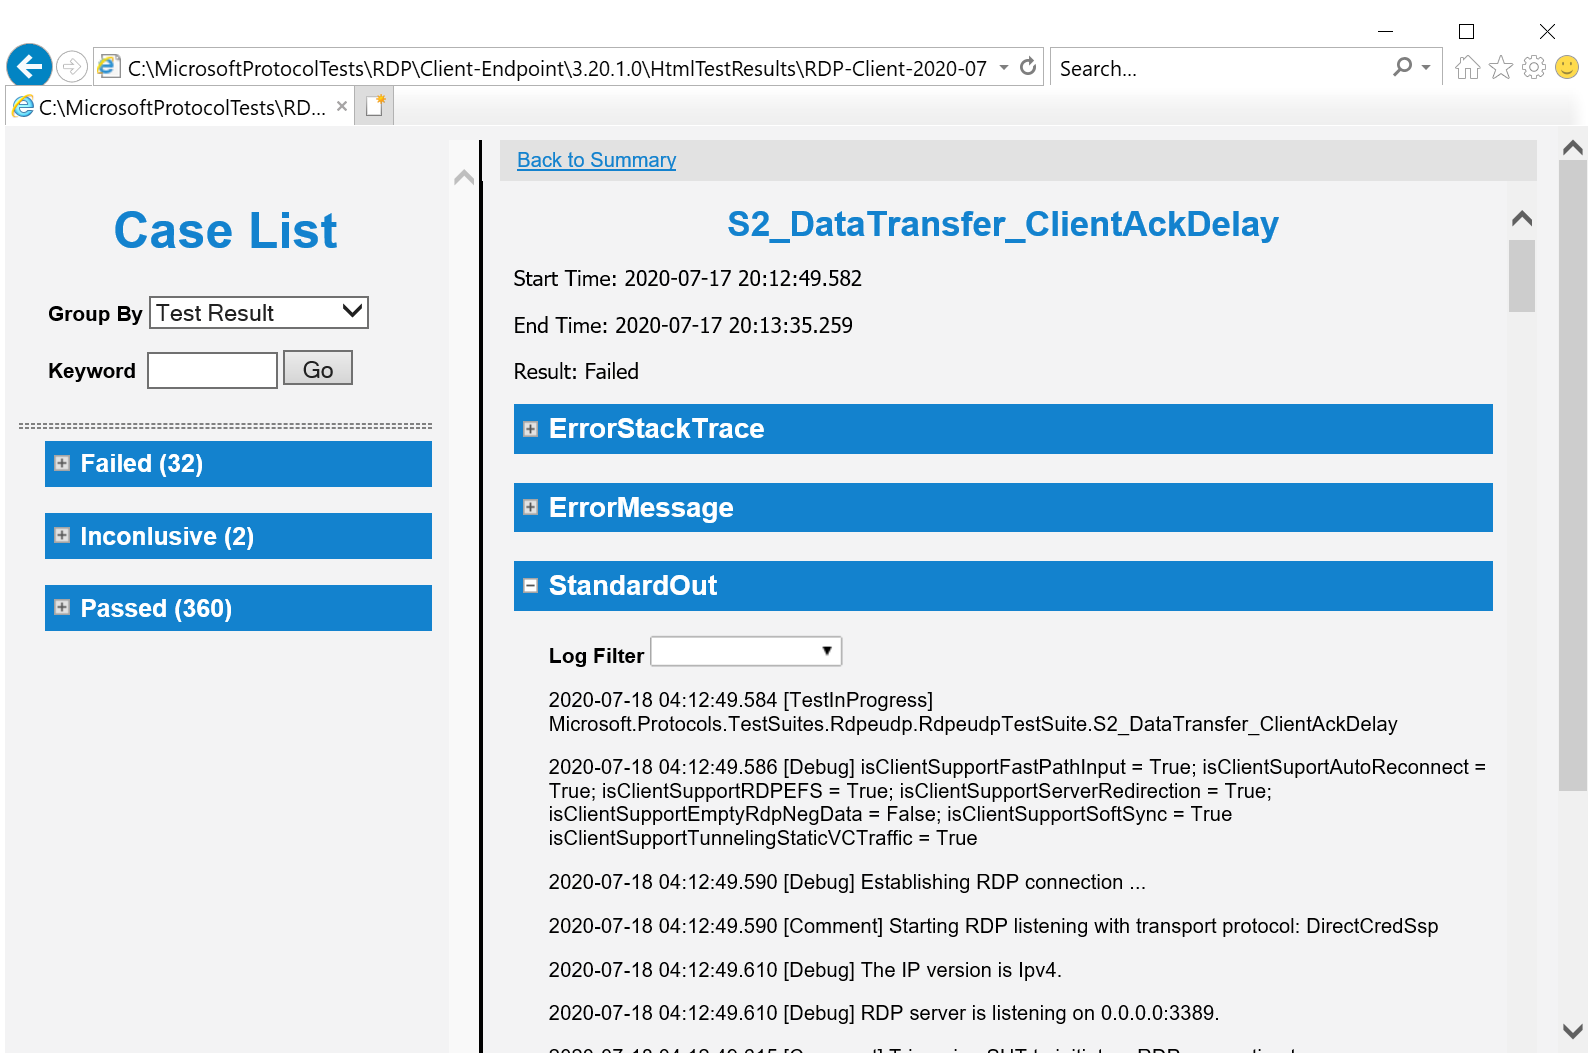 C:\MicrosoftProtocolTests\RDP\Client-Endpoint\3.20.1.0\HtmlTestResults\RDP-Client-2020-07
Search...
C:\MicrosoftProtocolTests\RD...
Back to Summary
Case List
Group By Test Result
Keyword Go
Failed (32)
Inconlusive (2)
Passed (360)
S2_DataTransfer_ClientAckDelay
Start Time: 2020-07-17 20:12:49.582
End Time: 2020-07-17 20:13:35.259
Result: Failed
ErrorStackTrace
ErrorMessage
StandardOut
Log Filter
2020-07-18 04:12:49.584 [TestInProgress]
Microsoft.Protocols.TestSuites.Rdpeudp.RdpeudpTestSuite.S2_DataTransfer_ClientAckDelay
2020-07-18 04:12:49.586 [Debug] isClientSupportFastPathInput = True; isClientSuportAutoReconnect =
True; isClientSupportRDPEFS = True; isClientSupportServerRedirection = True;
isClientSupportEmptyRdpNegData = False; isClientSupportSoftSync = True
isClientSupportTunnelingStaticVCTraffic = True
2020-07-18 04:12:49.590 [Debug] Establishing RDP connection ...
2020-07-18 04:12:49.590 [Comment] Starting RDP listening with transport protocol: DirectCredSsp
2020-07-18 04:12:49.610 [Debug] The IP version is Ipv4.
2020-07-18 04:12:49.610 [Debug] RDP server is listening on 0.0.0.0:3389.